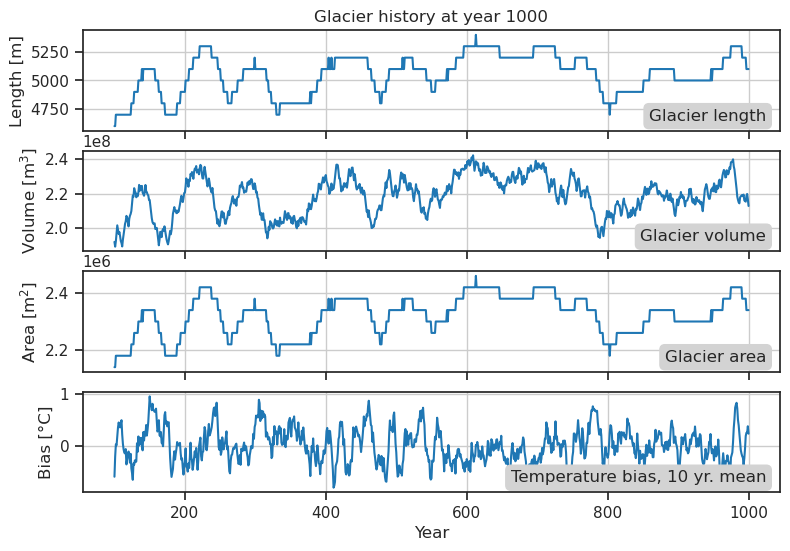 Glacier history at year 1000
Length [m]
5250
5000
4750
Glacier length
1e8
Volume [m³]
2.4
2.2
2.0
Glacier volume
1e6
Area [m²]
2.4
2.2
Glacier area
Bias [°C]
1
0
Temperature bias, 10 yr. mean
200 400 600 800 1000
Year